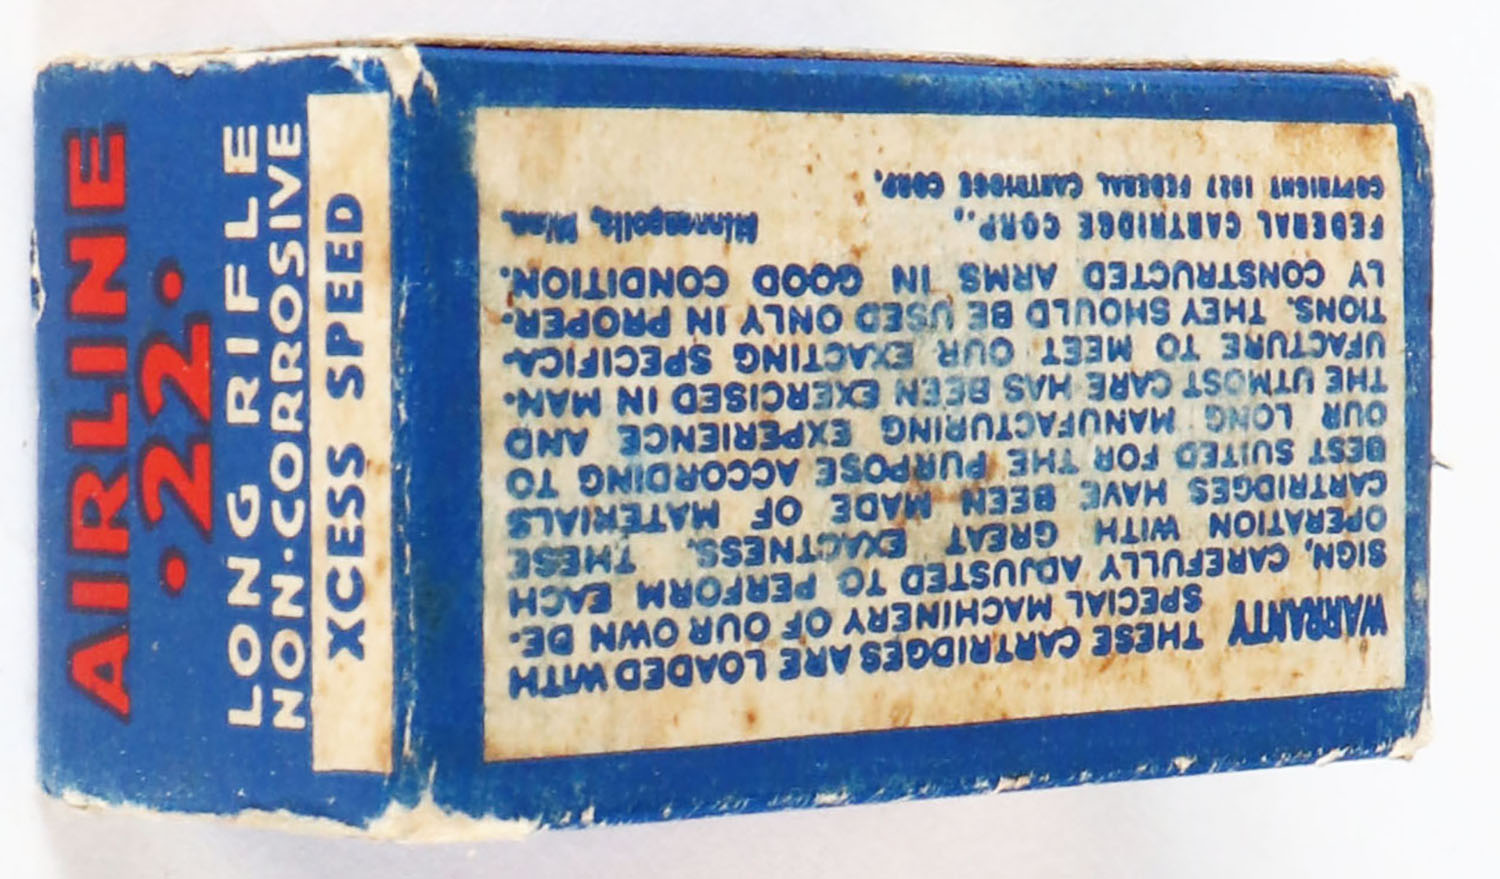 AIRLINE
.22.
LONG RIFLE
NON-CORROSIVE
XCESS SPEED
WARRANTY THESE CARTRIDGES ARE LOADED WITH
SPECIAL MACHINERY OF OUR OWN DE-
SIGN, CAREFULLY ADJUSTED TO PERFORM EACH
OPERATION WITH GREAT EXACTNESS. THESE
CARTRIDGES HAVE BEEN MADE OF MATERIALS
BEST SUITED FOR THE PURPOSE ACCORDING TO
OUR LONG MANUFACTURING EXPERIENCE AND
THE UTMOST CARE HAS BEEN EXERCISED IN MAN-
UFACTURE TO MEET OUR EXACTING SPECIFICA-
TIONS. THEY SHOULD BE USED ONLY IN PROPER-
LY CONSTRUCTED ARMS IN GOOD CONDITION.
FEDERAL CARTRIDGE CORP., Minneapolis, Minn.
COPYRIGHT 1927 FEDERAL CARTRIDGE CORP.